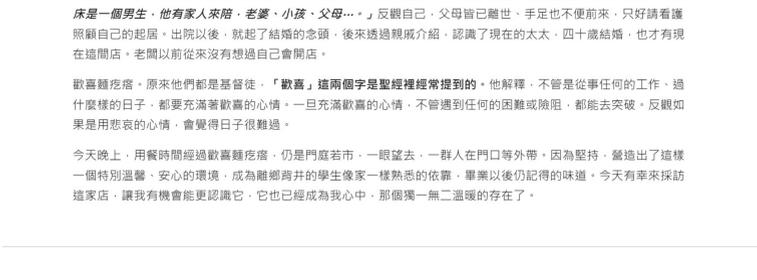 床是一個男生，他有家人來陪，老婆、小孩、父母…。」反觀自己，父母皆已離世、手足也不便前來，只好請看護
照顧自己的起居。出院以後，就起了結婚的念頭，後來透過親戚介紹，認識了現在的太太，四十歲結婚，也才有現
在這間店。老闆以前從來沒有想過自己會開店。
歡喜麵疙瘩。原來他們都是基督徒，「歡喜」這兩個字是聖經裡經常提到的。他解釋，不管是從事任何的工作、過
什麼樣的日子，都要充滿著歡喜的心情。一旦充滿歡喜的心情，不管遇到任何的困難或險阻，都能去突破。反觀如
果是用悲哀的心情，會覺得日子很難過。
今天晚上，用餐時間經過歡喜麵疙瘩，仍是門庭若市，一眼望去，一群人在門口等外帶。因為堅持，營造出了這樣
一個特別溫馨、安心的環境，成為離鄉背井的學生像家一樣熟悉的依靠，畢業以後仍記得的味道。今天有幸來採訪
這家店，讓我有機會能更認識它，它也已經成為我心中，那個獨一無二溫暖的存在了。